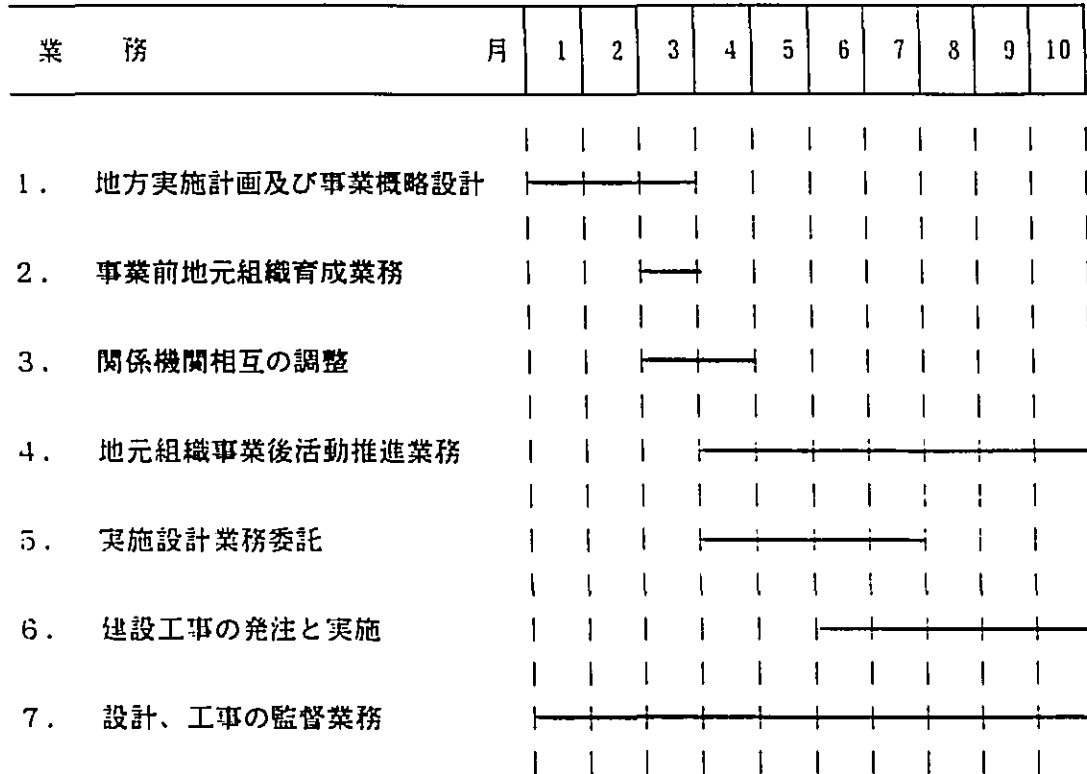 業務 月 1 2 3 4 5 6 7 8 9 10
1. 地方実施計画及び事業概略設計
2. 事業前地元組織育成業務
3. 関係機関相互の調整
4. 地元組織事業後活動推進業務
5. 実施設計業務委託
6. 建設工事の発注と実施
7. 設計、工事の監督業務